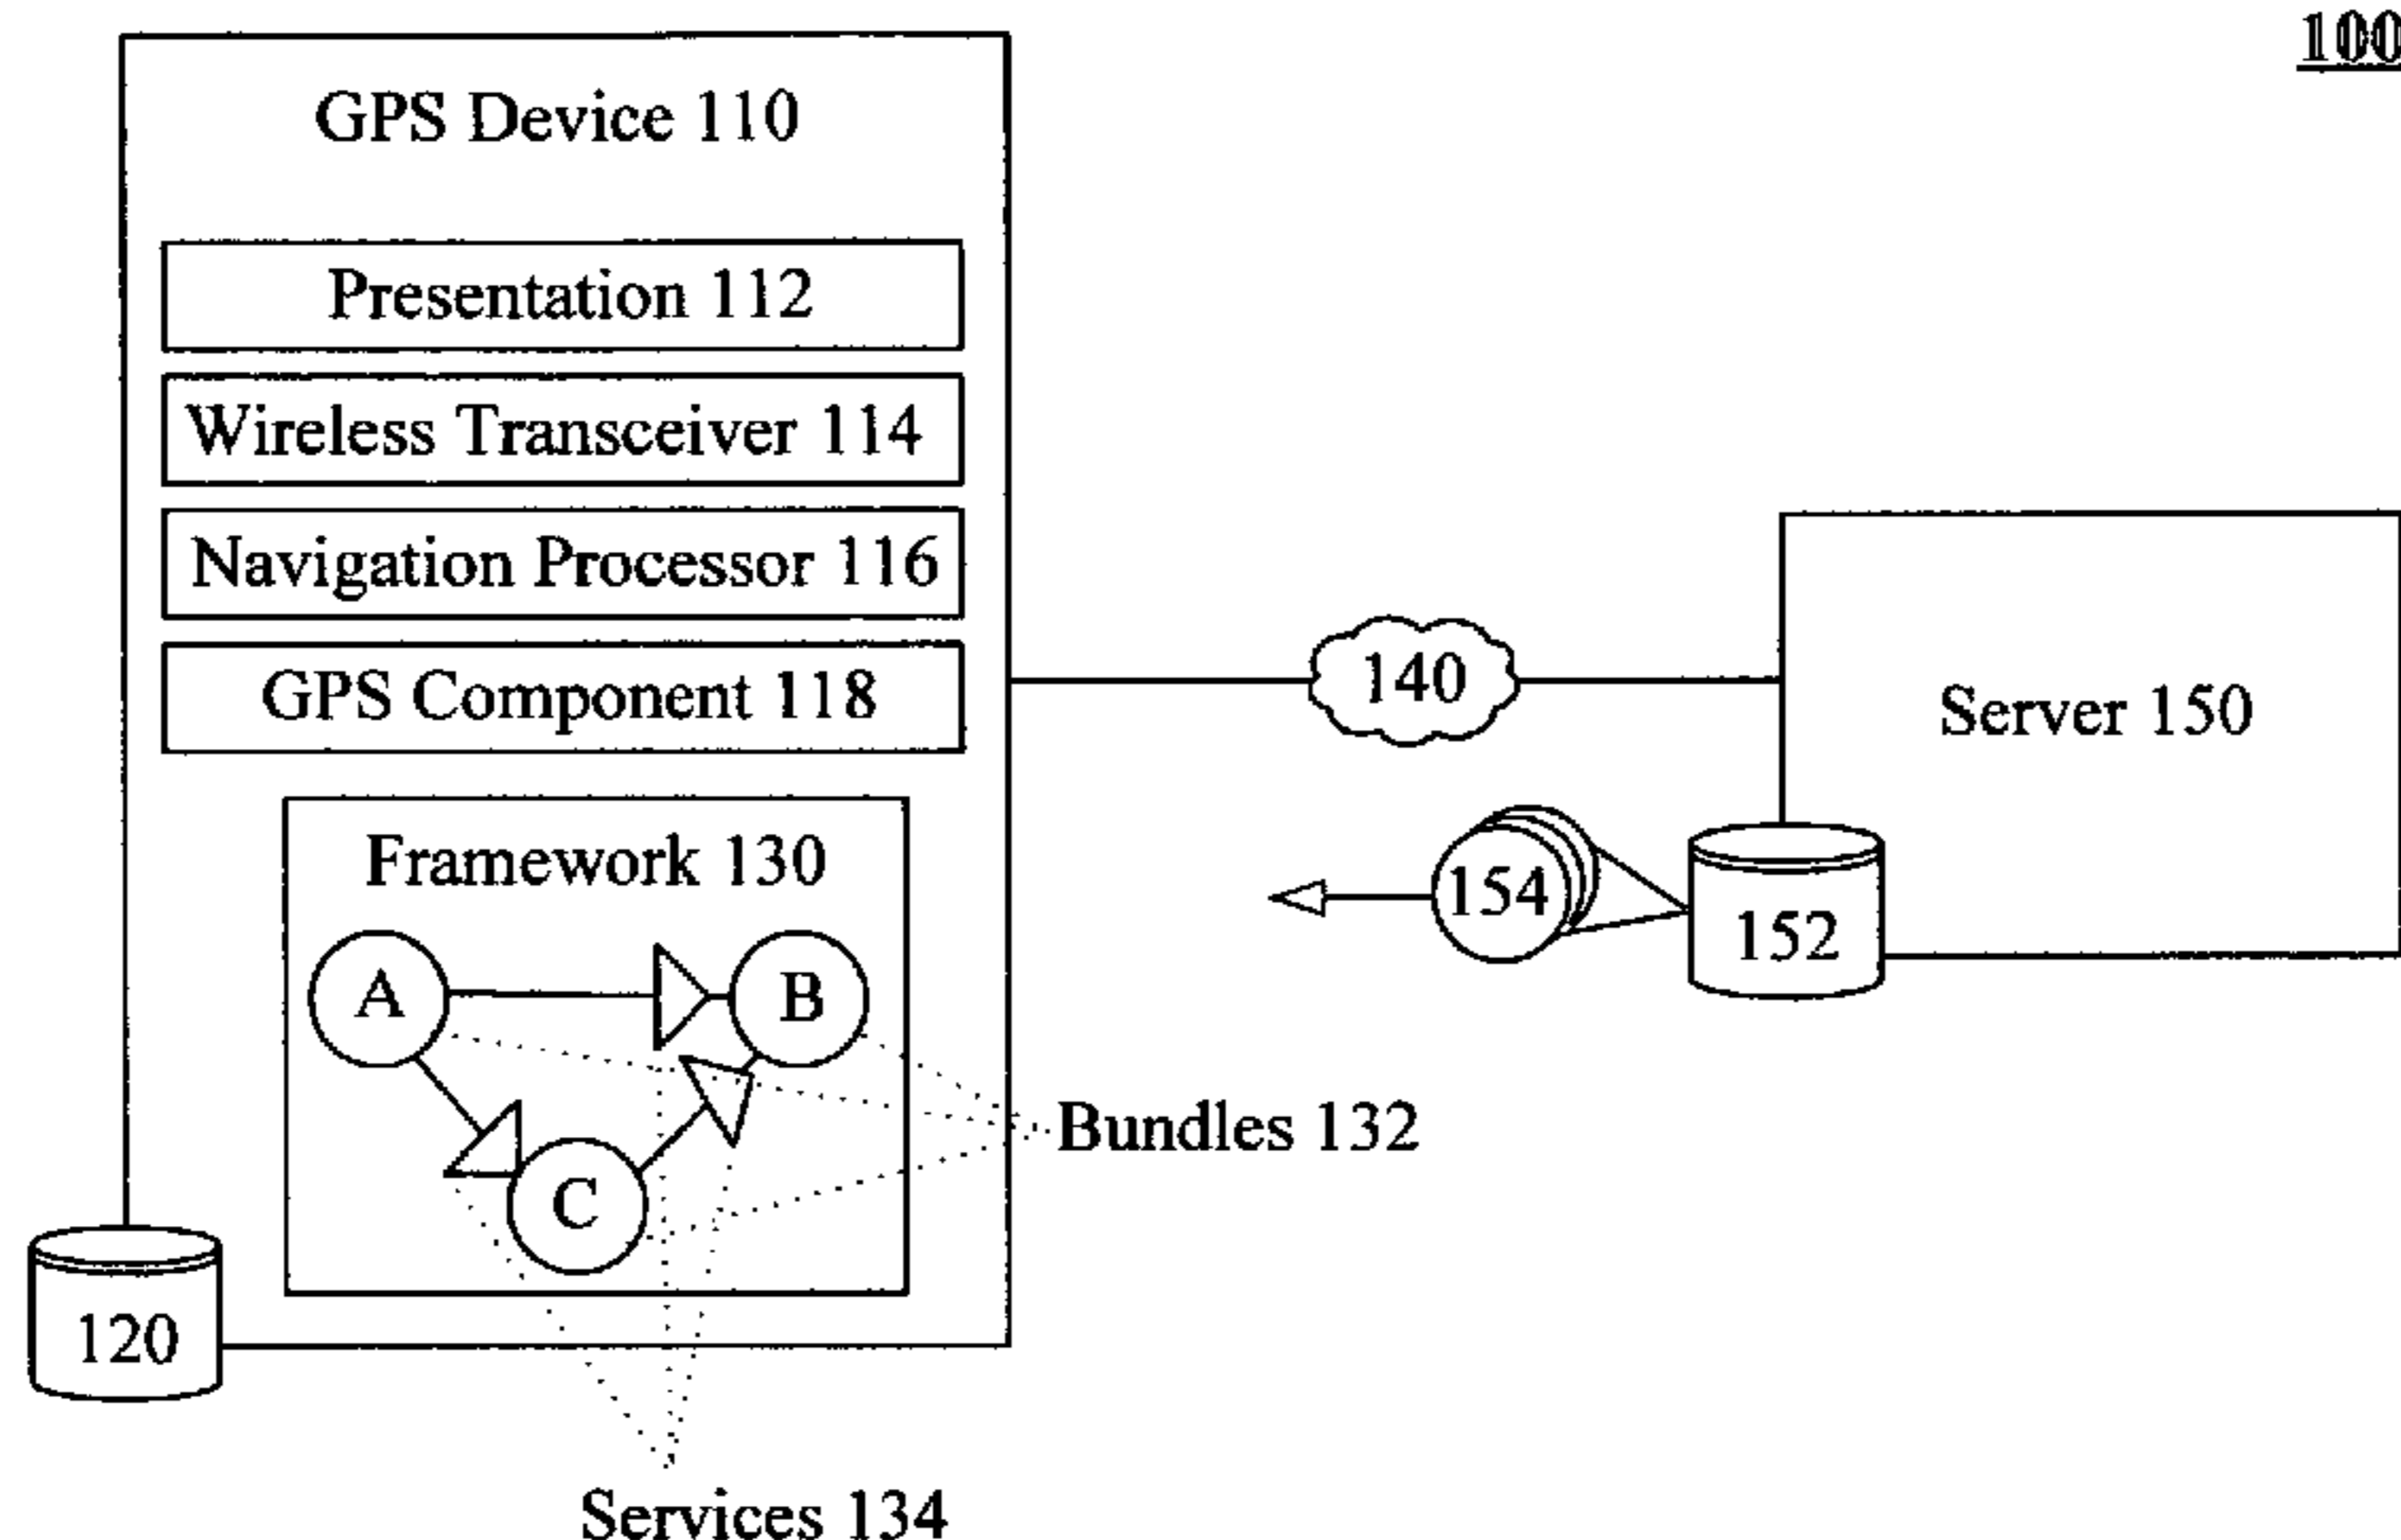 100
GPS Device 110
Presentation 112
Wireless Transceiver 114
Navigation Processor 116
GPS Component 118
140
Server 150
Framework 130
154
152
A
B
Bundles 132
C
120
Services 134